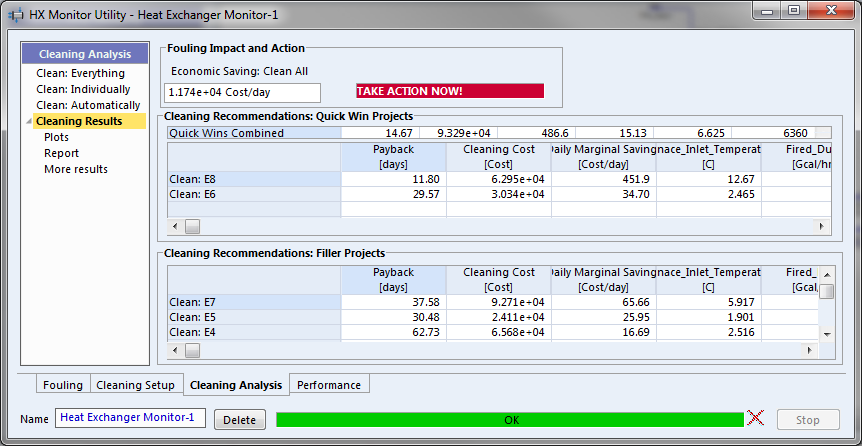 HX Monitor Utility - Heat Exchanger Monitor-1
Cleaning Analysis
Clean: Everything
Clean: Individually
Clean: Automatically
Cleaning Results
Plots
Report
More results
Fouling Impact and Action
Economic Saving: Clean All
1.174e+04 Cost/day
TAKE ACTION NOW!
Cleaning Recommendations: Quick Win Projects
Quick Wins Combined 14.67 9.329e+04 486.6 15.13 6.625 6360
Payback Cleaning Cost Daily Marginal Saving nace_Inlet_Temperat Fired_Du
[days] [Cost] [Cost/day] [C] [Gcal/hr
Clean: E8 11.80 6.295e+04 451.9 12.67
Clean: E6 29.57 3.034e+04 34.70 2.465
Cleaning Recommendations: Filler Projects
Payback Cleaning Cost Daily Marginal Saving nace_Inlet_Temperat Fired_
[days] [Cost] [Cost/day] [C] [Gcal,
Clean: E7 37.58 9.271e+04 65.66 5.917
Clean: E5 30.48 2.411e+04 25.95 1.901
Clean: E4 62.73 6.568e+04 16.69 2.516
Fouling Cleaning Setup Cleaning Analysis Performance
Name Heat Exchanger Monitor-1 Delete OK Stop